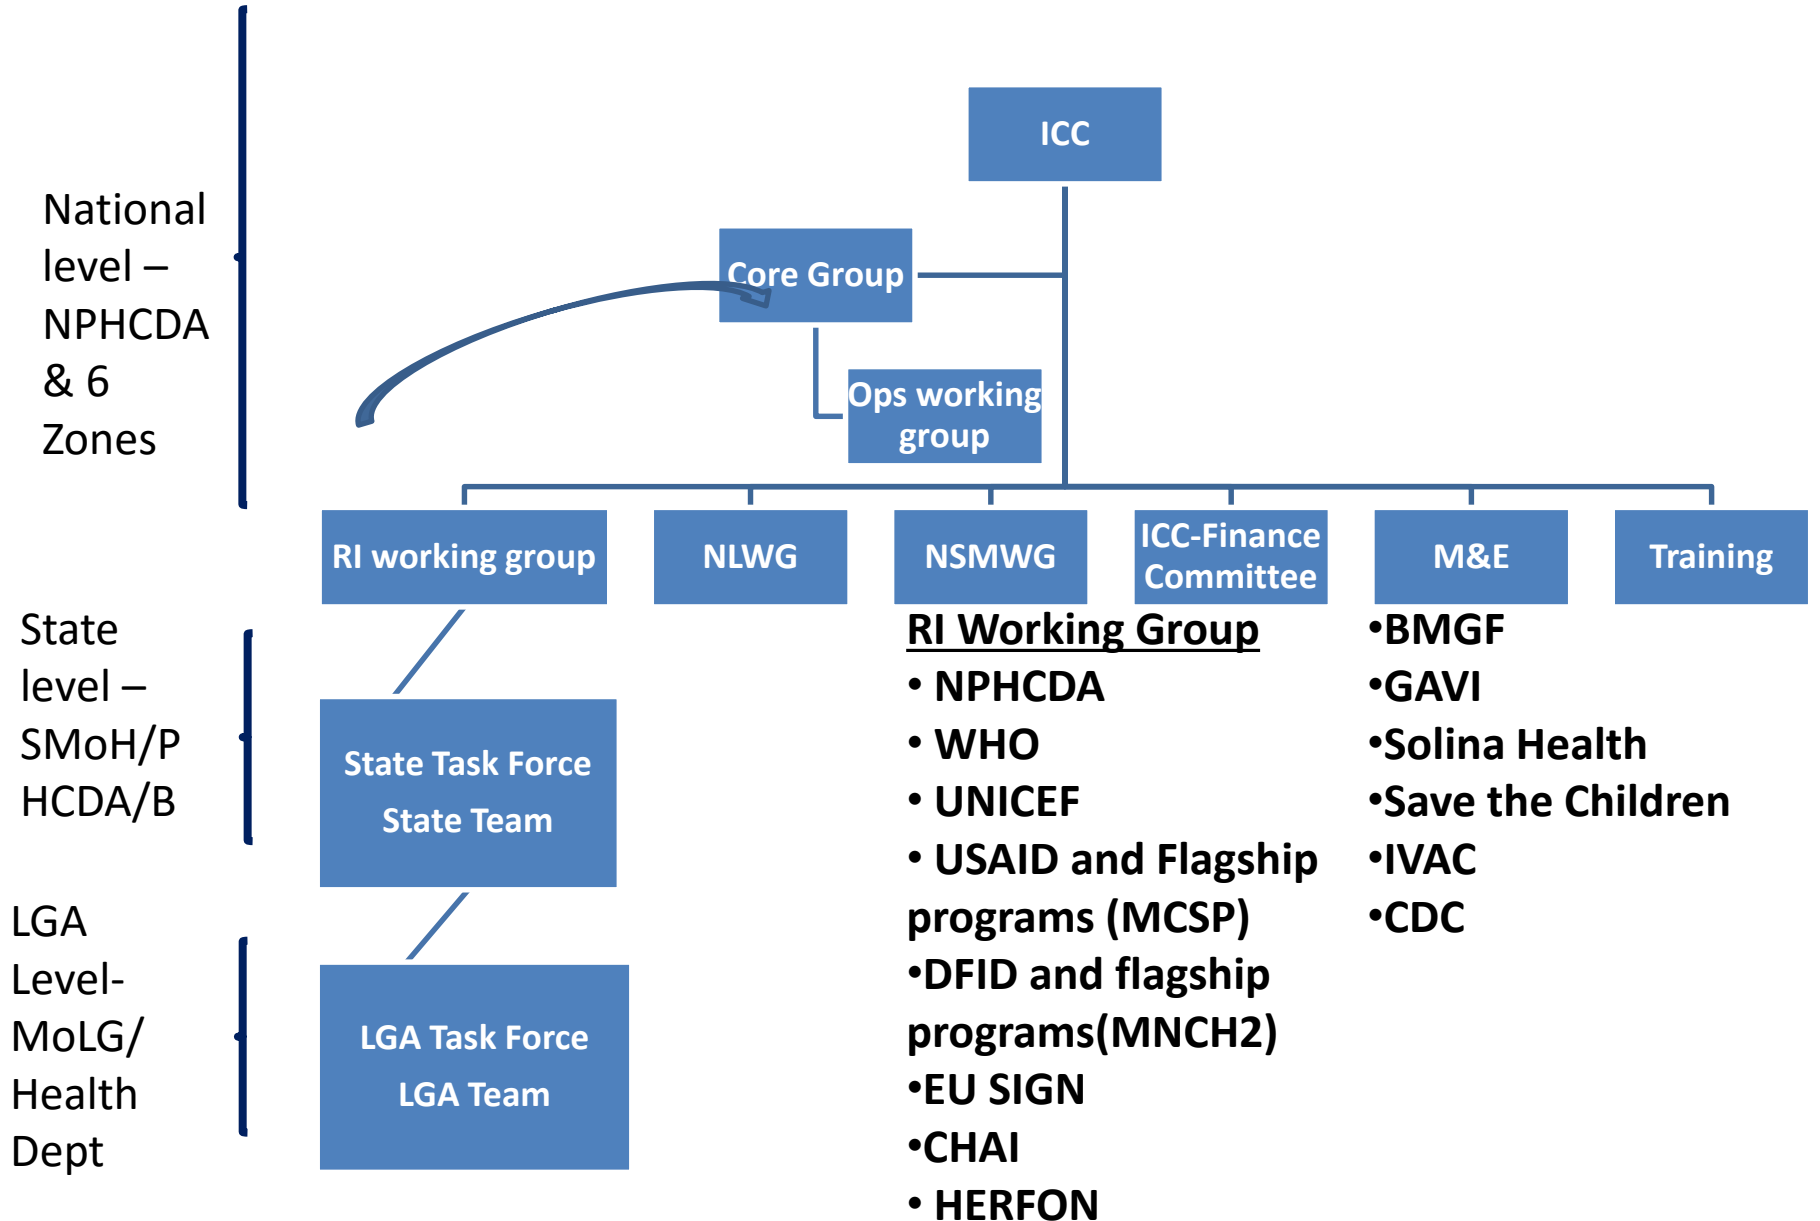 ICC
National
level –
NPHCDA
& 6
Zones
Core Group
Ops working
group
RI working group
NLWG
NSMWG
ICC-Finance
Committee
M&E
Training
State
level –
SMoH/P
HCDA/B
State Task Force
State Team
LGA
Level-
MoLG/
Health
Dept
LGA Task Force
LGA Team
RI Working Group
• NPHCDA
• WHO
• UNICEF
• USAID and Flagship
programs (MCSP)
•DFID and flagship
programs(MNCH2)
•EU SIGN
•CHAI
• HERFON
•BMGF
•GAVI
•Solina Health
•Save the Children
•IVAC
•CDC